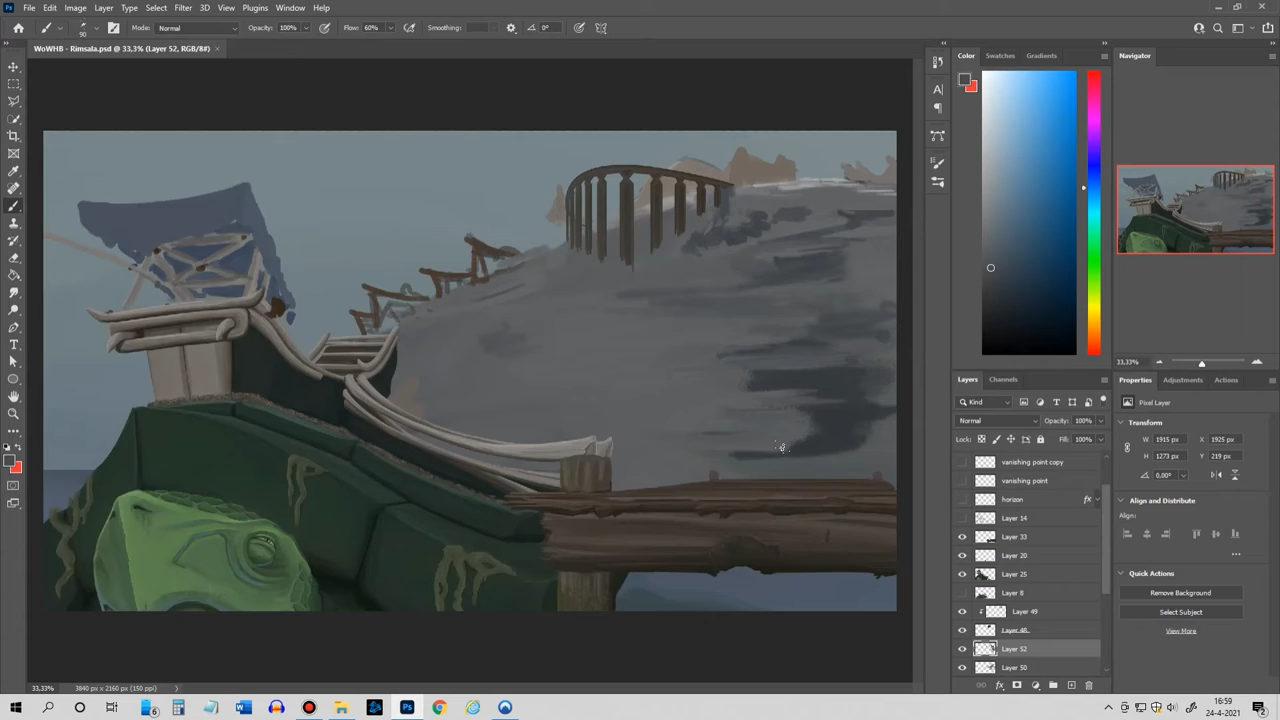 File Edit Image Layer Type Select Filter 3D View Plugins Window Help
90 Mode: Normal Opacity: 100% Flow: 60% Smoothing: 0°
WoWHB - Rimsala.psd @ 33,3% (Layer 52, RGB/8#)
Color Swatches Gradients
Navigator
33,33%
Layers Channels
Properties Adjustments Actions
Kind
Pixel Layer
Normal Opacity: 100%
Transform
Lock: Fill: 100%
W 1915 px X 1925 px
H 1273 px Y 219 px
0,00°
vanishing point copy
vanishing point
horizon fx
Layer 14
Layer 33
Layer 20
Layer 25
Layer 8
Layer 49
Layer 48
Layer 52
Layer 50
Align and Distribute
Align:
Quick Actions
Remove Background
Select Subject
View More
33,33% 3840 px x 2160 px (150 ppi)
16:59
24-4-2021